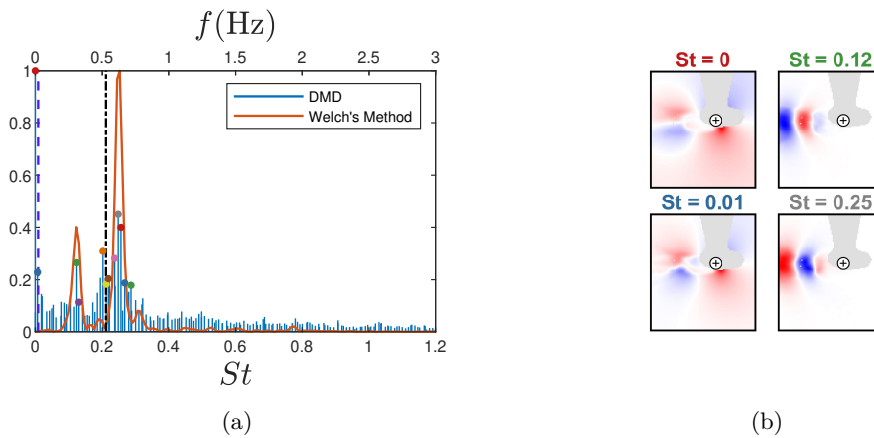 f(Hz)
0 0.5 1 1.5 2 2.5 3
1
0.8
0.6
0.4
0.2
0
DMD
Welch's Method
0 0.2 0.4 0.6 0.8 1 1.2
St
(a)
St = 0 St = 0.12
St = 0.01 St = 0.25
(b)